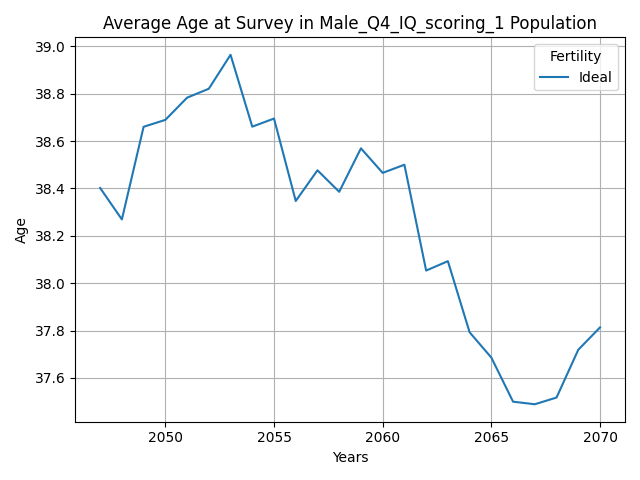 Average Age at Survey in Male_Q4_IQ_scoring_1 Population
Fertility
Ideal
39.0
38.8
38.6
38.4
38.2
38.0
37.8
37.6
Age
2050 2055 2060 2065 2070
Years